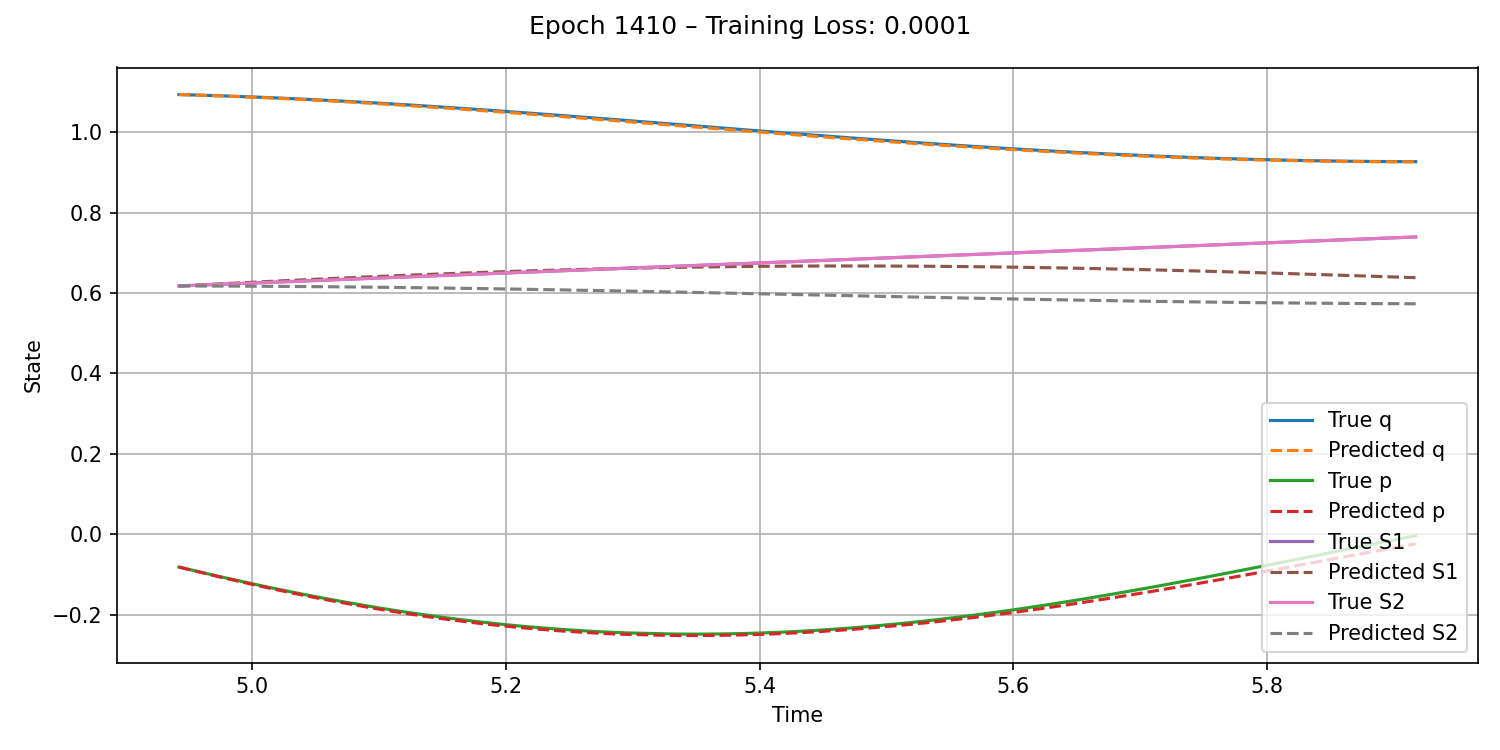 Epoch 1410 – Training Loss: 0.0001
State
1.0
0.8
0.6
0.4
0.2
0.0
−0.2
5.0 5.2 5.4 5.6 5.8
Time
True q
Predicted q
True p
Predicted p
True S1
Predicted S1
True S2
Predicted S2